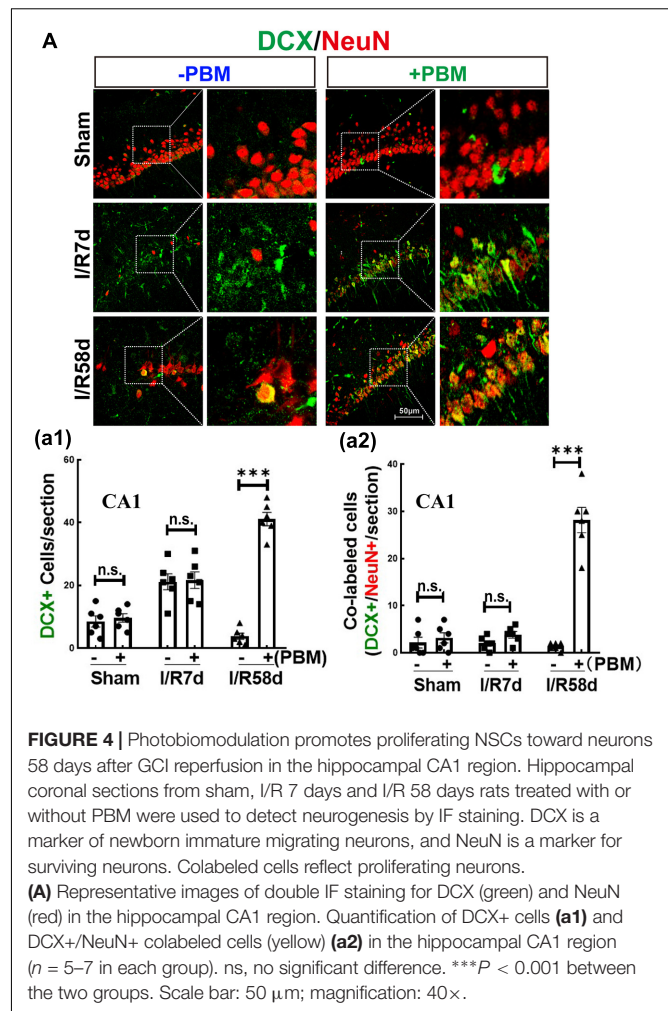 A
DCX/NeuN
-PBM
+PBM
Sham
I/R7d
I/R58d
50μm
(a1)
DCX+ Cells/section
60
40
20
0
CA1
n.s.
n.s.
***
- + - + - + (PBM)
Sham I/R7d I/R58d
(a2)
Co-labeled cells
(DCX+/NeuN+/section)
40
30
20
10
0
CA1
n.s.
n.s.
***
- + - + - + (PBM)
Sham I/R7d I/R58d
FIGURE 4 | Photobiomodulation promotes proliferating NSCs toward neurons
58 days after GCI reperfusion in the hippocampal CA1 region. Hippocampal
coronal sections from sham, I/R 7 days and I/R 58 days rats treated with or
without PBM were used to detect neurogenesis by IF staining. DCX is a
marker of newborn immature migrating neurons, and NeuN is a marker for
surviving neurons. Colabeled cells reflect proliferating neurons.
(A) Representative images of double IF staining for DCX (green) and NeuN
(red) in the hippocampal CA1 region. Quantification of DCX+ cells (a1) and
DCX+/NeuN+ colabeled cells (yellow) (a2) in the hippocampal CA1 region
(n = 5–7 in each group). ns, no significant difference. ***P < 0.001 between
the two groups. Scale bar: 50 μm; magnification: 40×.